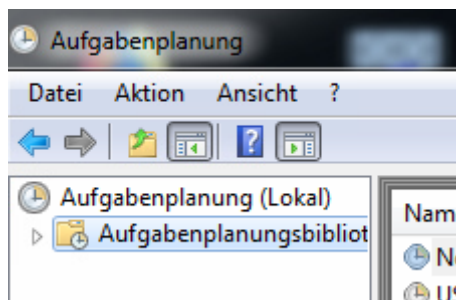 Aufgabenplanung
Datei Aktion Ansicht ?
Aufgabenplanung (Lokal)
Aufgabenplanungsbibliot
Nam